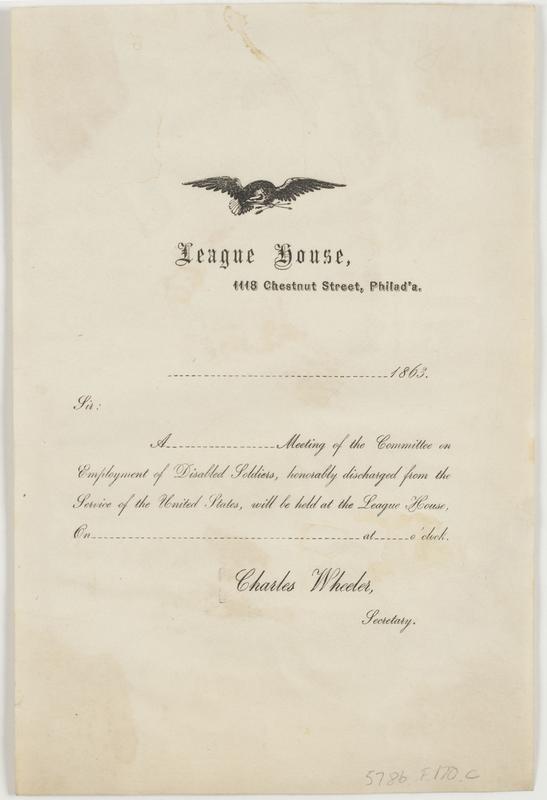 League House,
1118 Chestnut Street, Philad'a.
1863.
Sir:
A Meeting of the Committee on
Employment of Disabled Soldiers, honorably discharged from the
Service of the United States, will be held at the League House,
On at o'clock.
Charles Wheeler,
Secretary.
5786.F.170.c